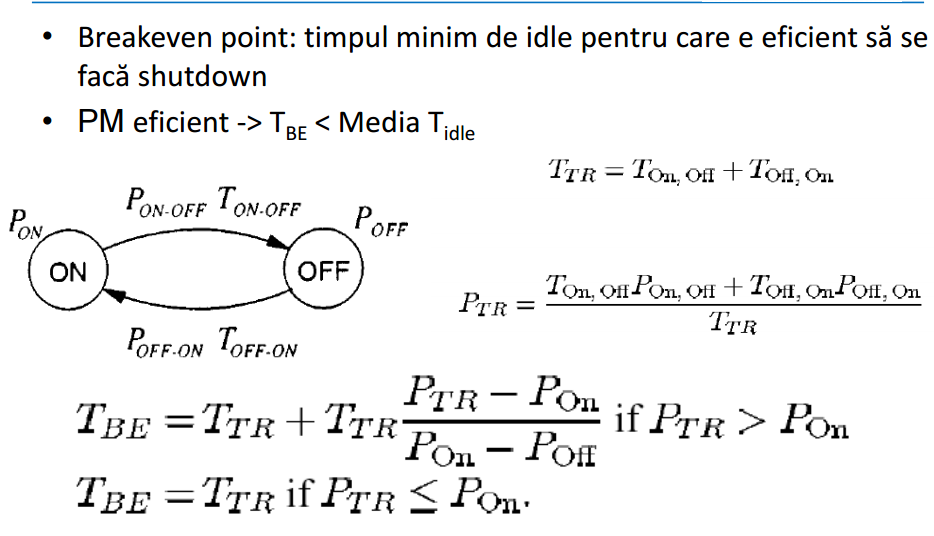 • Breakeven point: timpul minim de idle pentru care e eficient să se
facă shutdown
• PM eficient -> T_BE < Media T_idle
T_TR = T_On, Off + T_Off, On
P_ON-OFF T_ON-OFF
P_ON
P_OFF
ON
OFF
P_TR = (T_On, Off P_On, Off + T_Off, On P_Off, On) / T_TR
P_OFF-ON T_OFF-ON
T_BE = T_TR + T_TR (P_TR − P_On) / (P_On − P_Off) if P_TR > P_On
T_BE = T_TR if P_TR ≤ P_On.